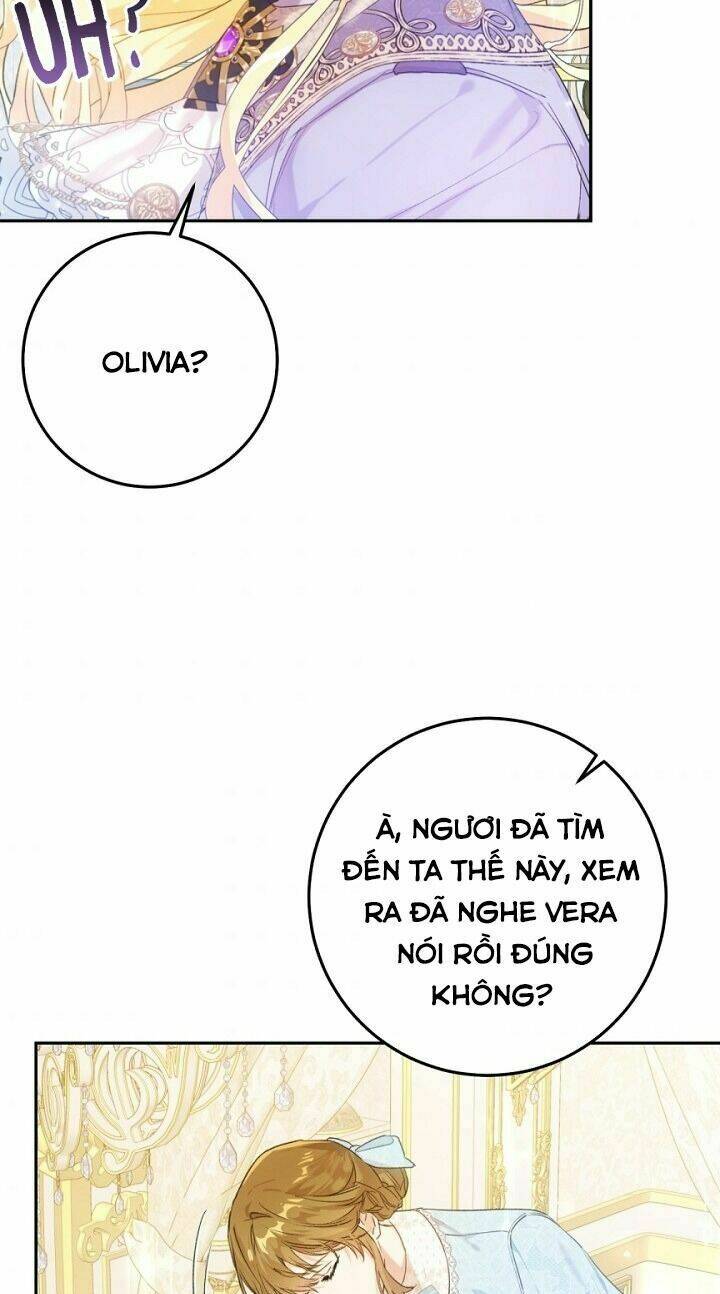 UH?
OLIVIA?
À, NGƯƠI ĐÃ TÌM
ĐẾN TA THẾ NÀY, XEM
RA ĐÃ NGHE VERA
NÓI RỒI ĐÚNG
KHÔNG?